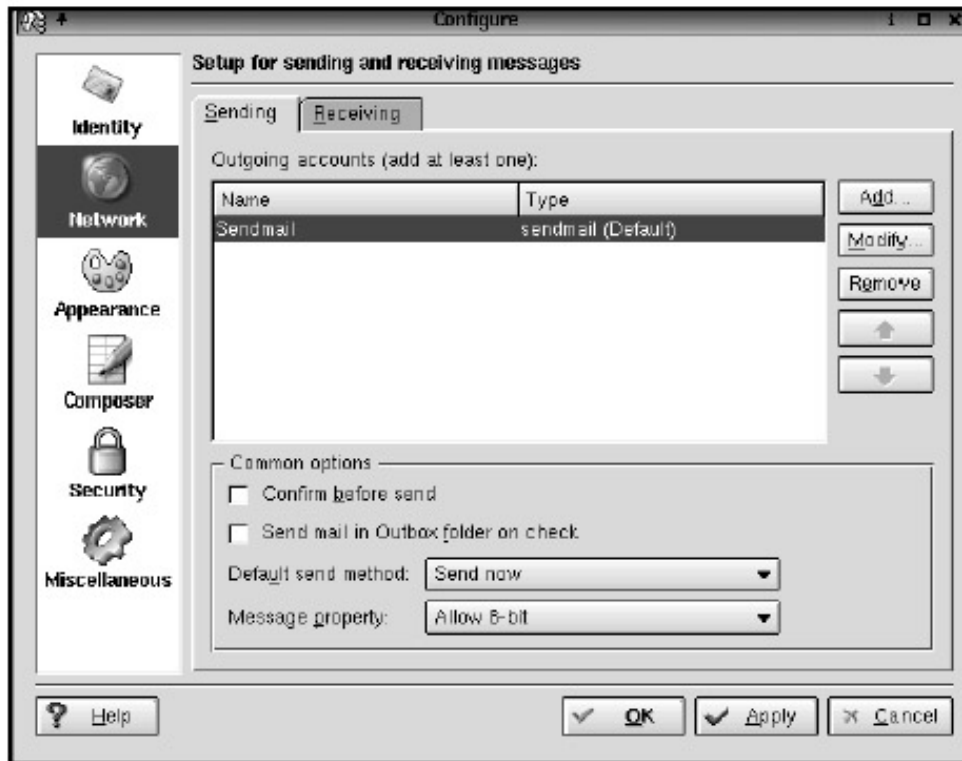 Configure
Setup for sending and receiving messages
Identity
Network
Appearance
Composer
Security
Miscellaneous
Sending
Receiving
Outgoing accounts (add at least one):
Name Type
Sendmail sendmail (Default)
Add...
Modify...
Remove
Common options
Confirm before send
Send mail in Outbox folder on check
Default send method: Send now
Message property: Allow 8-bit
? Help
OK
Apply
Cancel